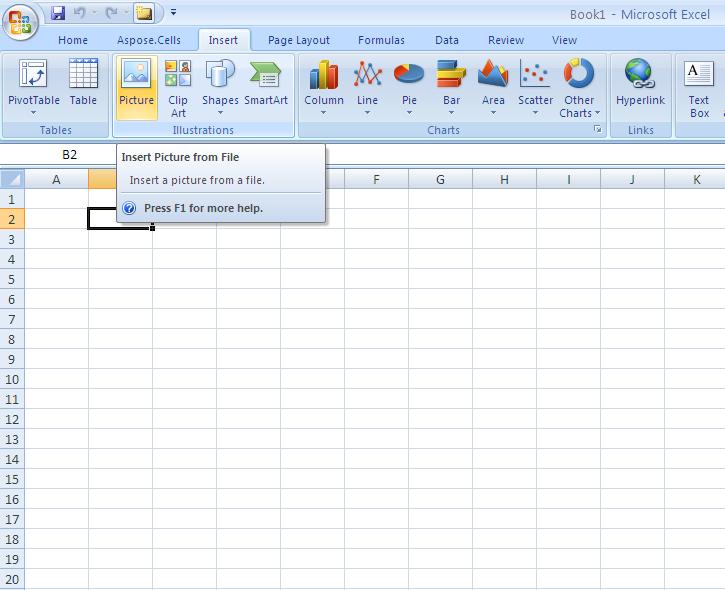 Book1 - Microsoft Excel
Home Aspose.Cells Insert Page Layout Formulas Data Review View
PivotTable Table Picture Clip Art Shapes SmartArt Column Line Pie Bar Area Scatter Other Charts Hyperlink Text Box
Tables Illustrations Charts Links
B2
Insert Picture from File
Insert a picture from a file.
Press F1 for more help.
A F G H I J K
1
2
3
4
5
6
7
8
9
10
11
12
13
14
15
16
17
18
19
20